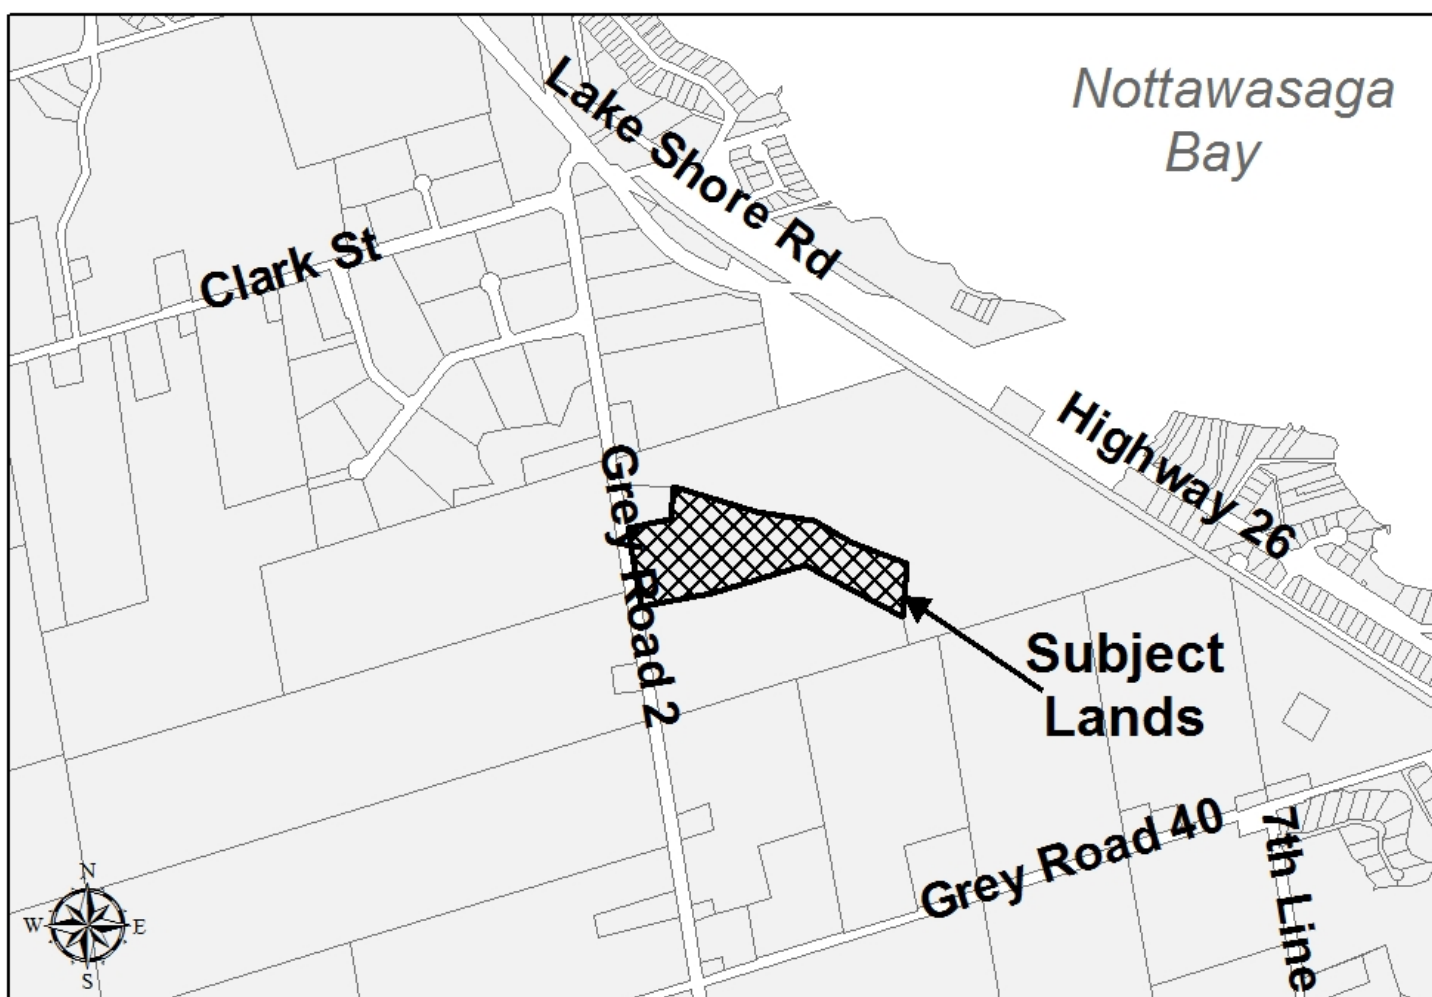 Nottawasaga
Bay
Lake Shore Rd
Clark St
Highway 26
Grey Road 2
Subject
Lands
Grey Road 40
7th Line
N
W
E
S